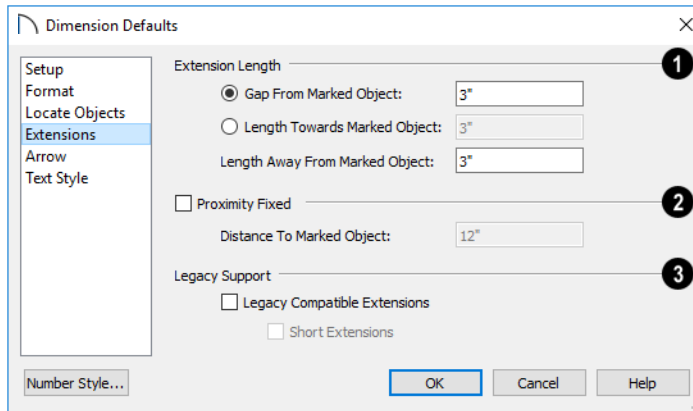 Dimension Defaults
Setup
Format
Locate Objects
Extensions
Arrow
Text Style
Extension Length
1
Gap From Marked Object:
3"
Length Towards Marked Object:
3"
Length Away From Marked Object:
3"
Proximity Fixed
2
Distance To Marked Object:
12"
Legacy Support
3
Legacy Compatible Extensions
Short Extensions
Number Style...
OK
Cancel
Help